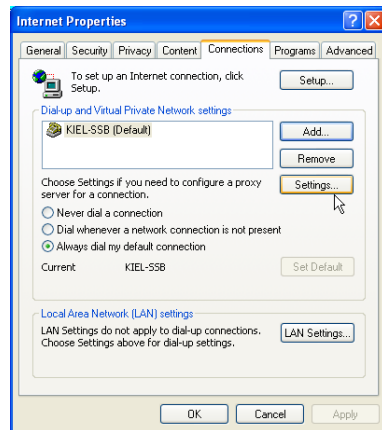 Internet Properties
General Security Privacy Content Connections Programs Advanced
To set up an Internet connection, click
Setup.
Setup...
Dial-up and Virtual Private Network settings
KIEL-SSB (Default)
Add...
Remove
Choose Settings if you need to configure a proxy
server for a connection.
Settings...
Never dial a connection
Dial whenever a network connection is not present
Always dial my default connection
Current KIEL-SSB
Set Default
Local Area Network (LAN) settings
LAN Settings do not apply to dial-up connections.
Choose Settings above for dial-up settings.
LAN Settings...
OK Cancel Apply